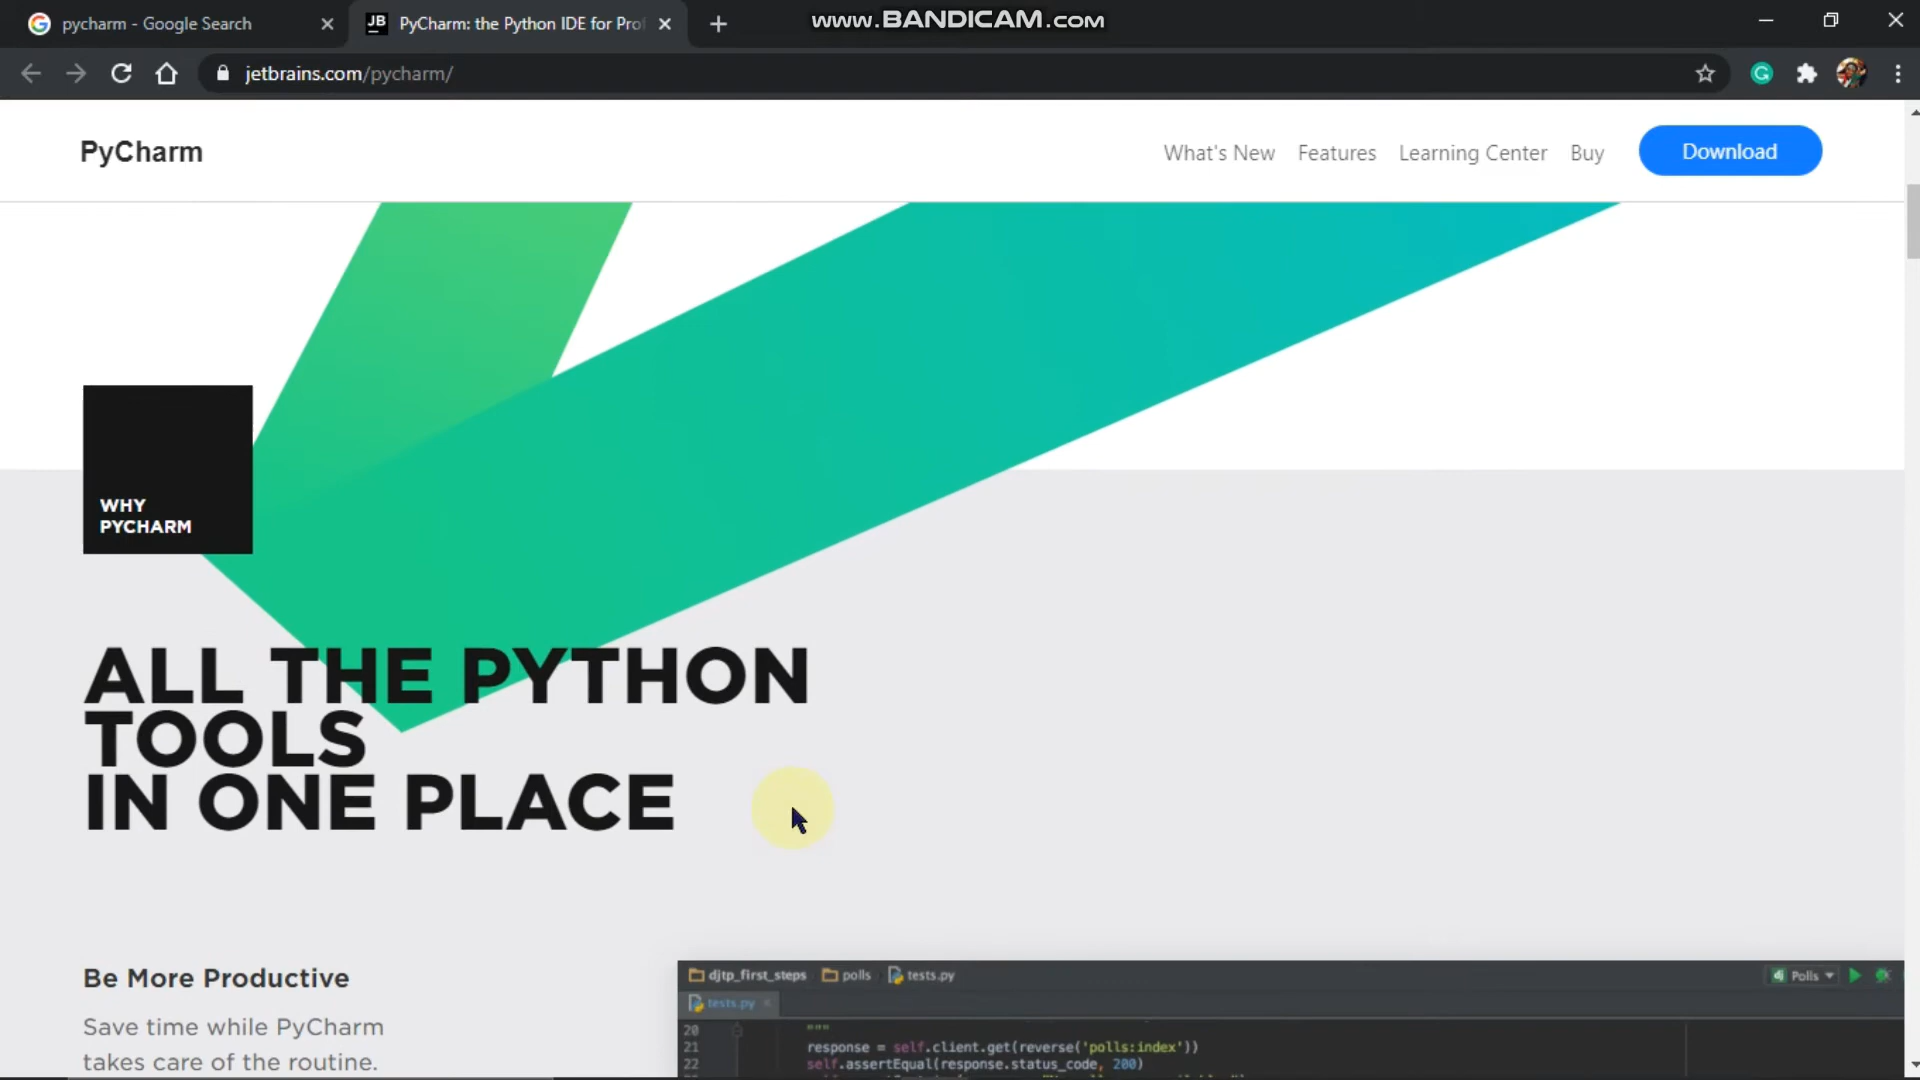 pycharm - Google Search
JB PyCharm: the Python IDE for Prof
www.BANDICAM.com
jetbrains.com/pycharm/
PyCharm
What's New
Features
Learning Center
Buy
Download
WHY
PYCHARM
ALL THE PYTHON
TOOLS
IN ONE PLACE
Be More Productive
Save time while PyCharm
takes care of the routine.
djtp_first_steps polls tests.py
dj Polls
tests.py
20 """
21 response = self.client.get(reverse('polls:index'))
22 self.assertEqual(response.status_code, 200)